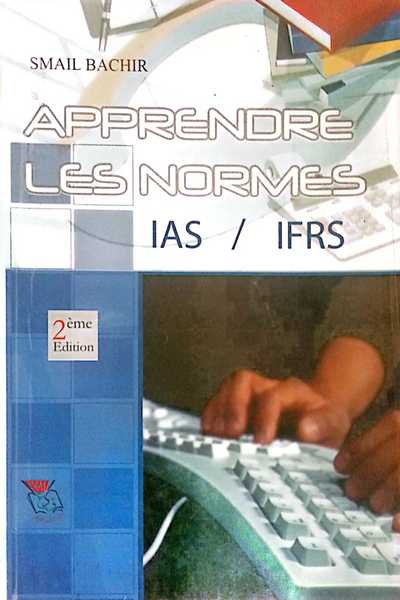 SMAIL BACHIR
APPRENDRE
LES NORMES
IAS / IFRS
2ème
Edition